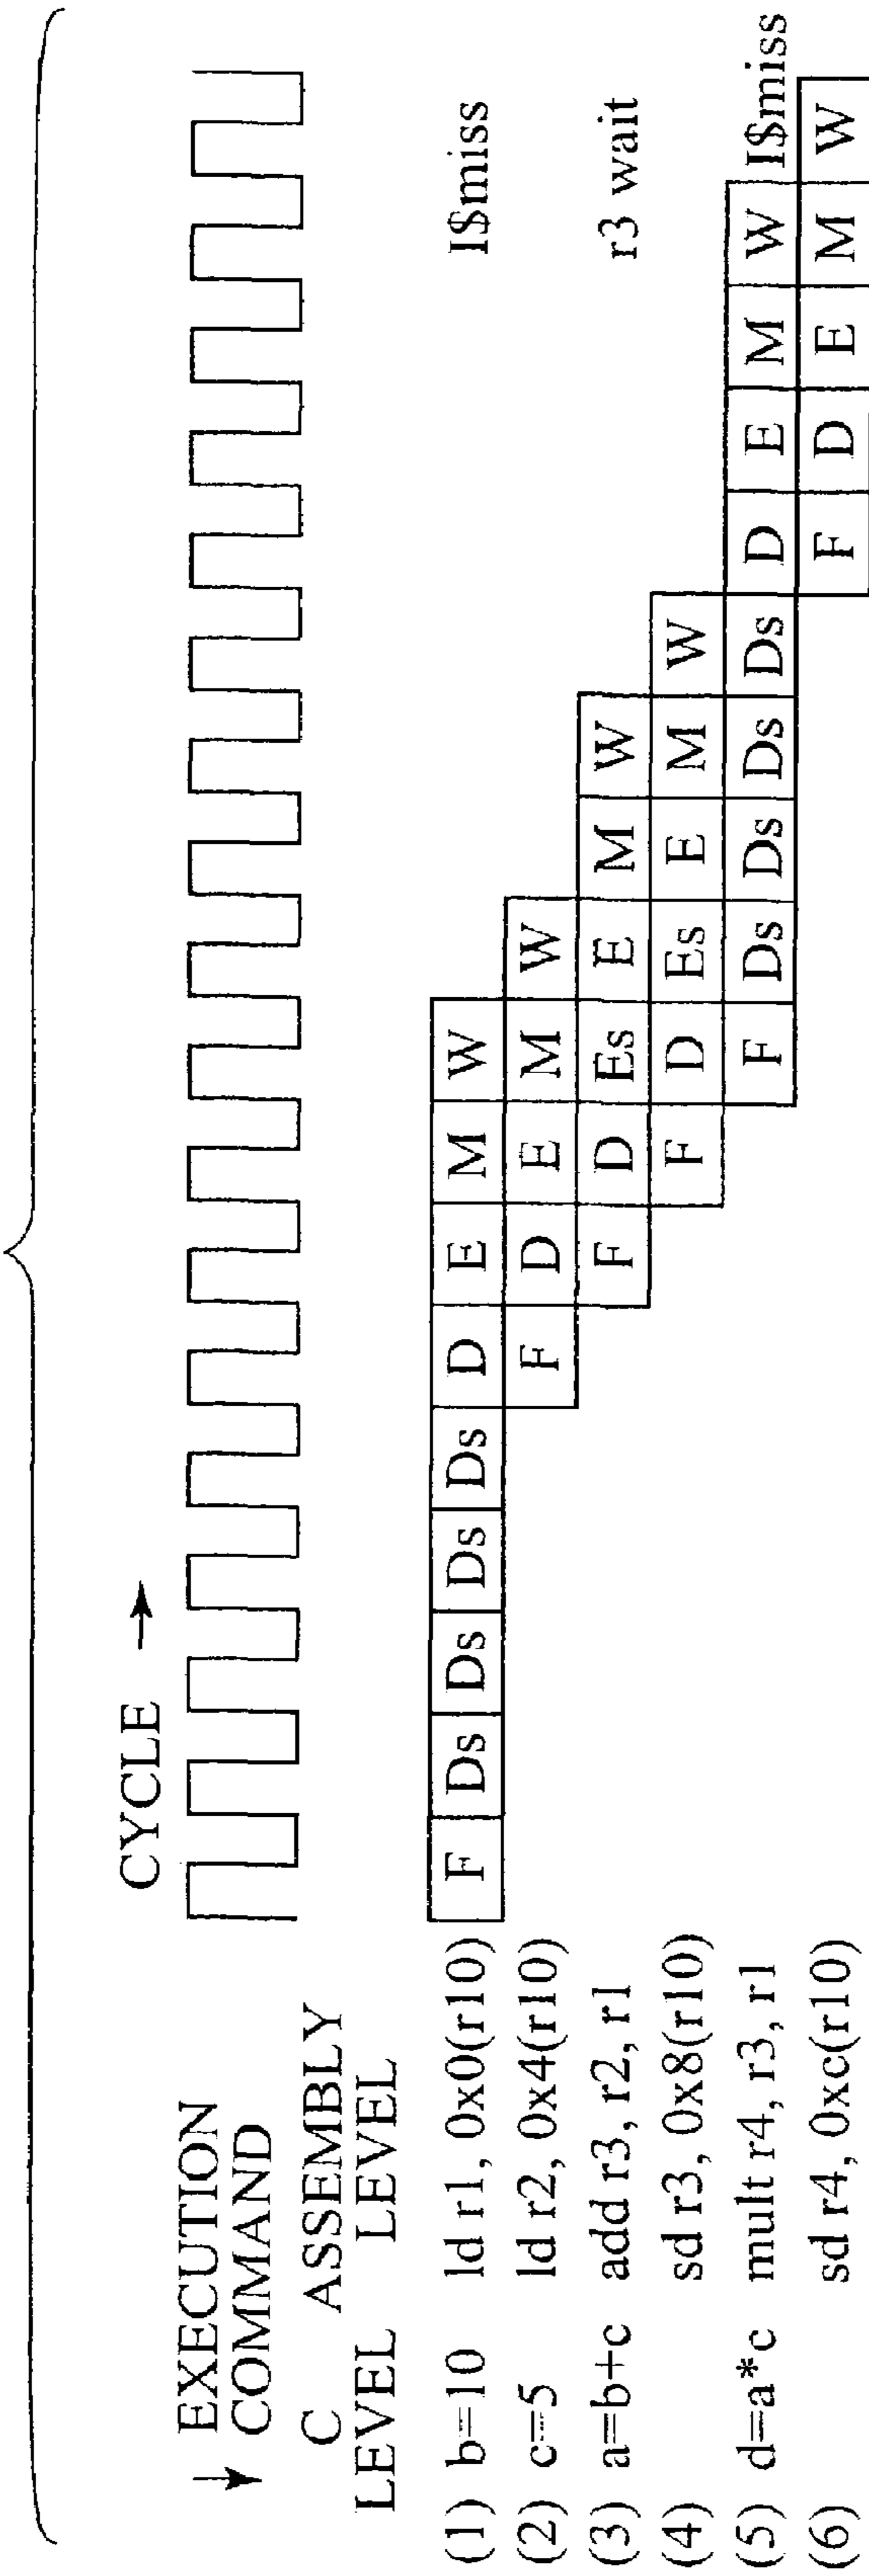 CYCLE →
↓ EXECUTION
COMMAND
C LEVEL ASSEMBLY LEVEL
(1) b=10 ld r1, 0x0(r10) F Ds Ds Ds Ds D E M W I$miss
(2) c=5 ld r2, 0x4(r10) F D E M W
(3) a=b+c add r3, r2, r1 F D Es E M W r3 wait
(4) sd r3, 0x8(r10) F D Es E M W
(5) d=a*c mult r4, r3, r1 F Ds Ds Ds Ds D E M W I$miss
(6) sd r4, 0xc(r10) F D E M W